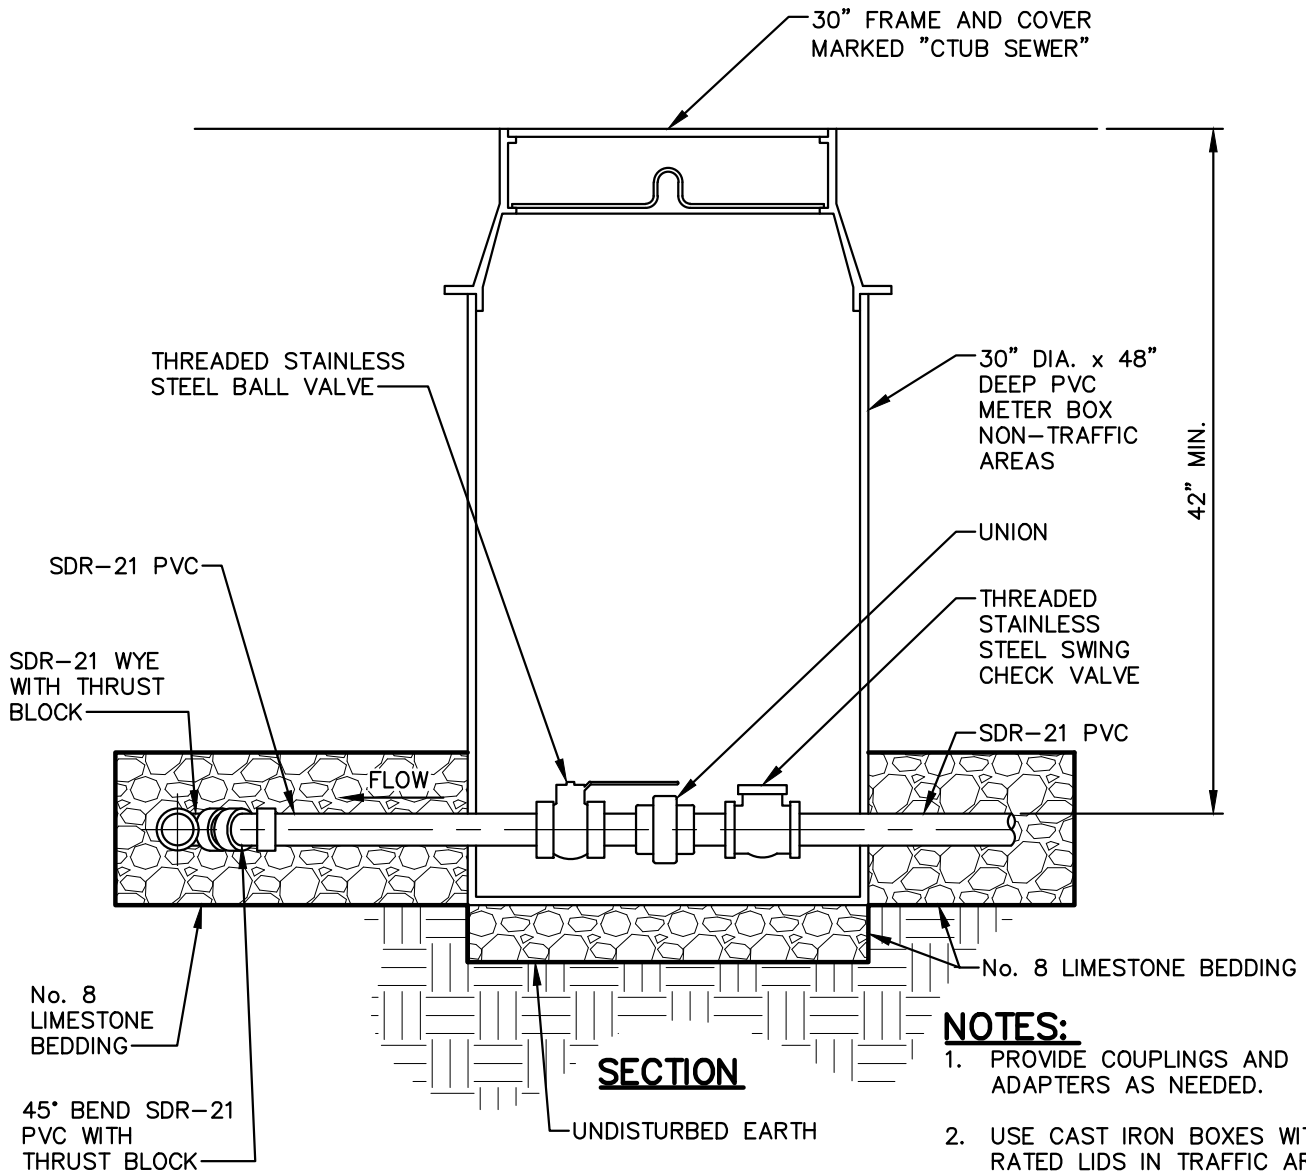 30” FRAME AND COVER
MARKED ”CTUB SEWER”
THREADED STAINLESS
STEEL BALL VALVE
30” DIA. x 48”
DEEP PVC
METER BOX
NON-TRAFFIC
AREAS
42” MIN.
UNION
SDR-21 PVC
THREADED
STAINLESS
STEEL SWING
CHECK VALVE
SDR-21 WYE
WITH THRUST
BLOCK
SDR-21 PVC
FLOW
No. 8 LIMESTONE BEDDING
No. 8
LIMESTONE
BEDDING
SECTION
45° BEND SDR-21
PVC WITH
THRUST BLOCK
UNDISTURBED EARTH
NOTES:
1. PROVIDE COUPLINGS AND
ADAPTERS AS NEEDED.
2. USE CAST IRON BOXES
RATED LIDS IN TRAFFIC